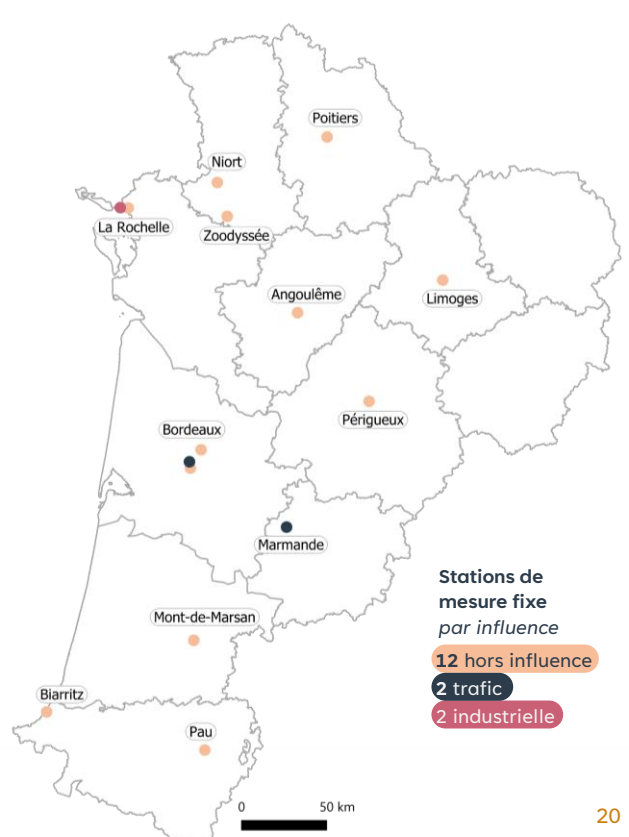 Poitiers
Niort
La Rochelle
Zoodyssée
Angoulême
Limoges
Périgueux
Bordeaux
Marmande
Mont-de-Marsan
Biarritz
Pau
Stations de
mesure fixe
par influence
12 hors influence
2 trafic
2 industrielle
0 50 km
20